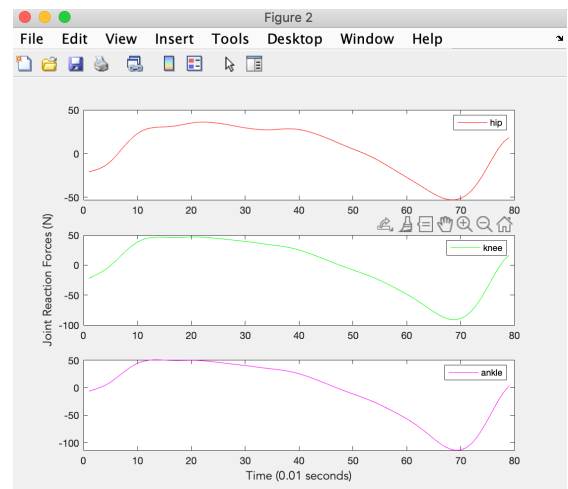 Figure 2
File Edit View Insert Tools Desktop Window Help
50
0
-50
0 10 20 30 40 50 60 70 80
hip
Joint Reaction Forces (N)
50
0
-50
-100
0 10 20 30 40 50 60 70 80
knee
50
0
-50
-100
0 10 20 30 40 50 60 70 80
ankle
Time (0.01 seconds)